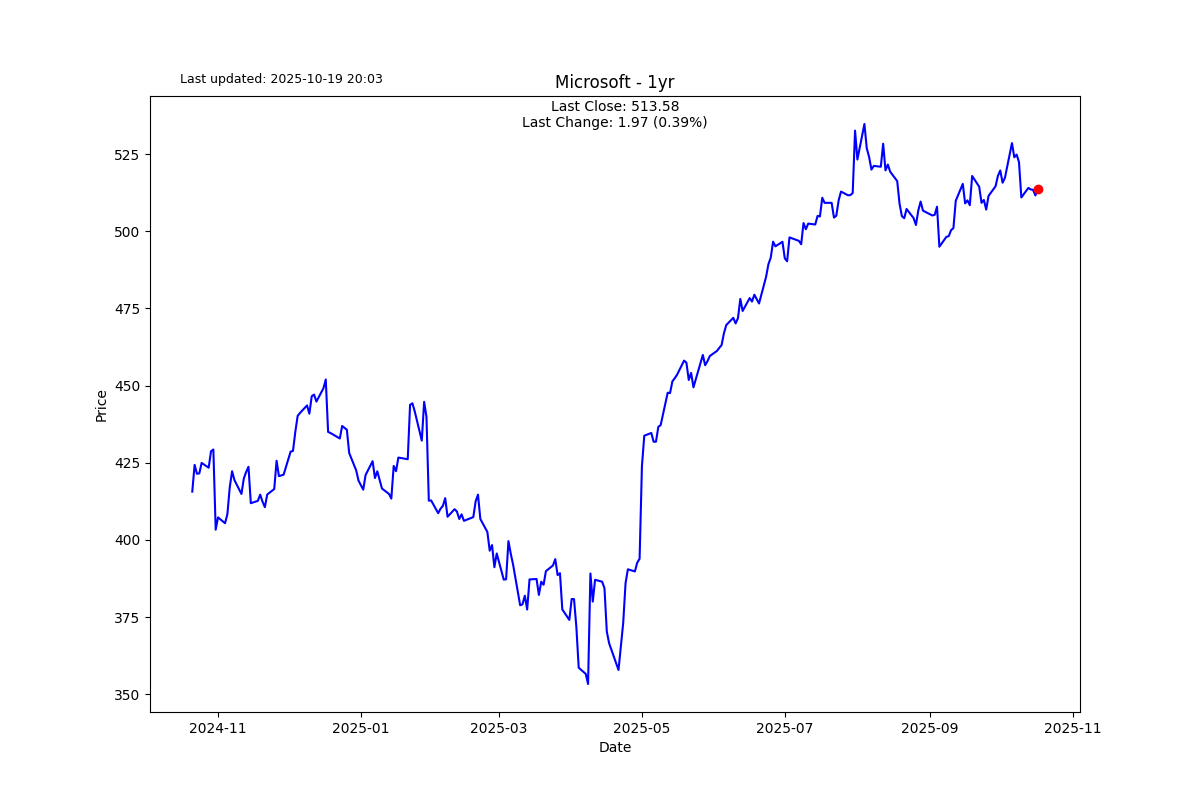 Last updated: 2025-10-19 20:03
Microsoft - 1yr
Last Close: 513.58
Last Change: 1.97 (0.39%)
525
500
475
450
425
400
375
350
Price
2024-11
2025-01
2025-03
2025-05
2025-07
2025-09
2025-11
Date